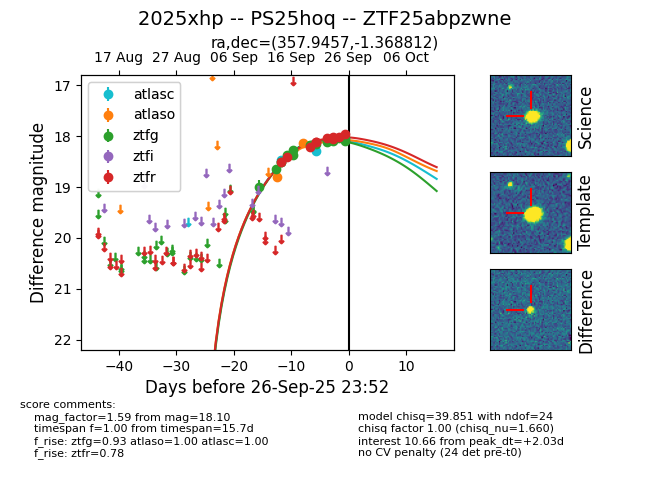 2025xhp -- PS25hoq -- ZTF25abpzwne
ra,dec=(357.9457,-1.368812)
17 Aug 27 Aug 06 Sep 16 Sep 26 Sep 06 Oct
17
18
19
20
21
22
Difference magnitude
atlasc
atlaso
ztfg
ztfi
ztfr
−40 −30 −20 −10 0 10
Days before 26-Sep-25 23:52
Science
Template
Difference
score comments:
mag_factor=1.59 from mag=18.10
timespan f=1.00 from timespan=15.7d
f_rise: ztfg=0.93 atlaso=1.00 atlasc=1.00
f_rise: ztfr=0.78
model chisq=39.851 with ndof=24
chisq factor 1.00 (chisq_nu=1.660)
interest 10.66 from peak_dt=+2.03d
no CV penalty (24 det pre-t0)